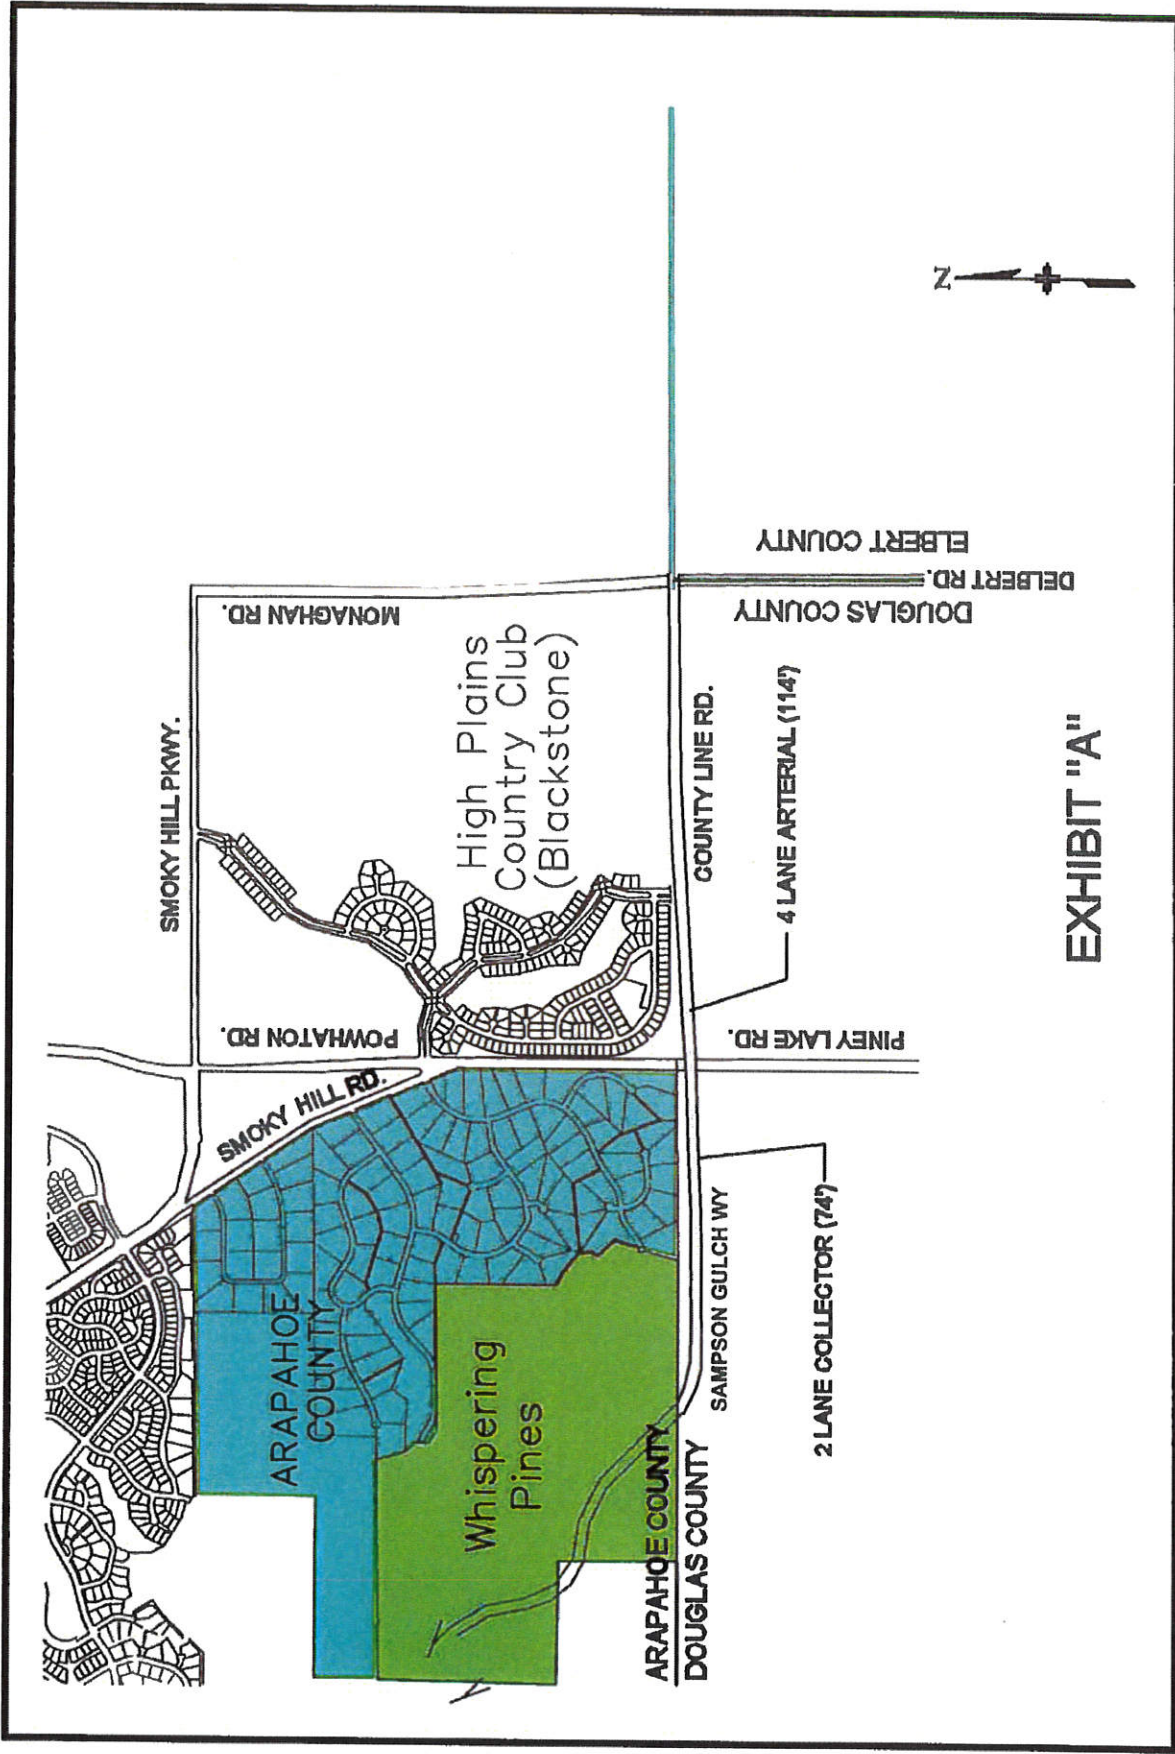 SMOKY HILL PKWY.
SMOKY HILL RD.
POWHATON RD.
MONAGHAN RD.
ARAPAHOE
COUNTY
High Plains
Country Club
(Blackstone)
Whispering
Pines
ARAPAHOE COUNTY
DOUGLAS COUNTY
SAMPSON GULCH WY
COUNTY LINE RD.
2 LANE COLLECTOR (74')
4 LANE ARTERIAL (114')
PINEY LAKE RD.
DOUGLAS COUNTY
DELBERT RD.
ELBERT COUNTY
N
EXHIBIT "A"